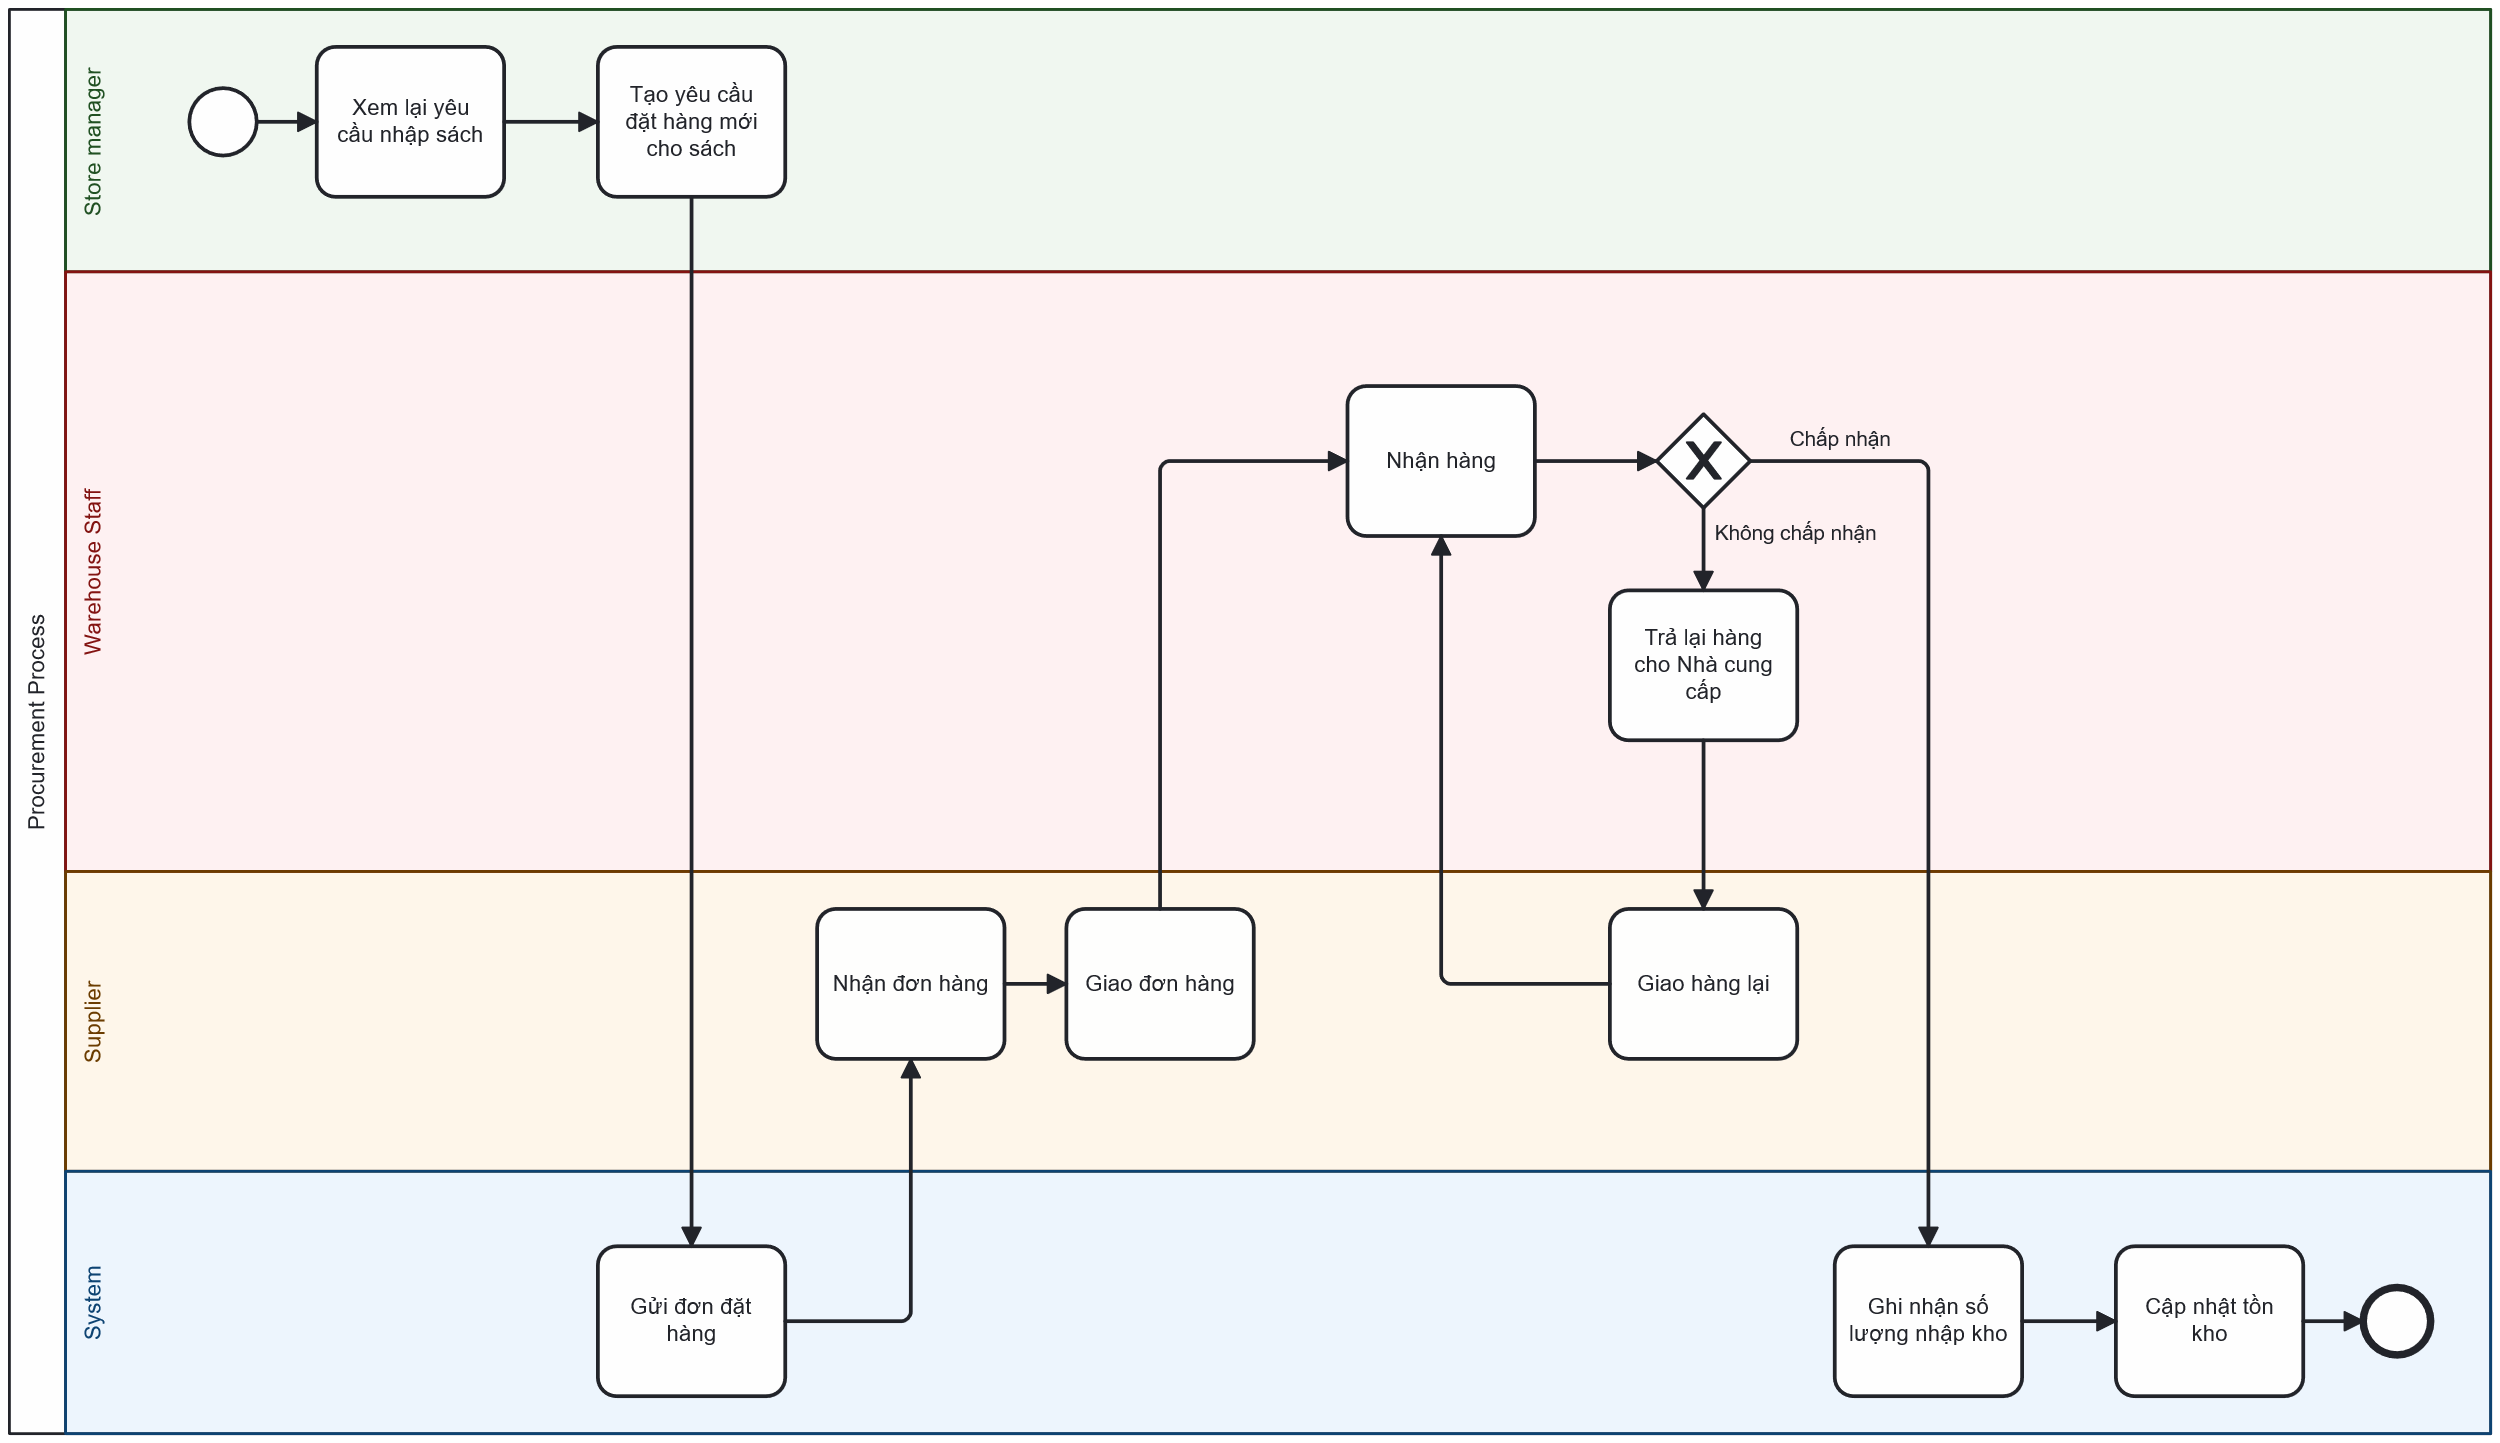 Procurement Process
Store manager
Xem lại yêu
cầu nhập sách
Tạo yêu cầu
đặt hàng mới
cho sách
Warehouse Staff
Nhận hàng
X
Chấp nhận
Không chấp nhận
Trả lại hàng
cho Nhà cung
cấp
Supplier
Nhận đơn hàng
Giao đơn hàng
Giao hàng lại
System
Gửi đơn đặt
hàng
Ghi nhận số
lượng nhập kho
Cập nhật tồn
kho